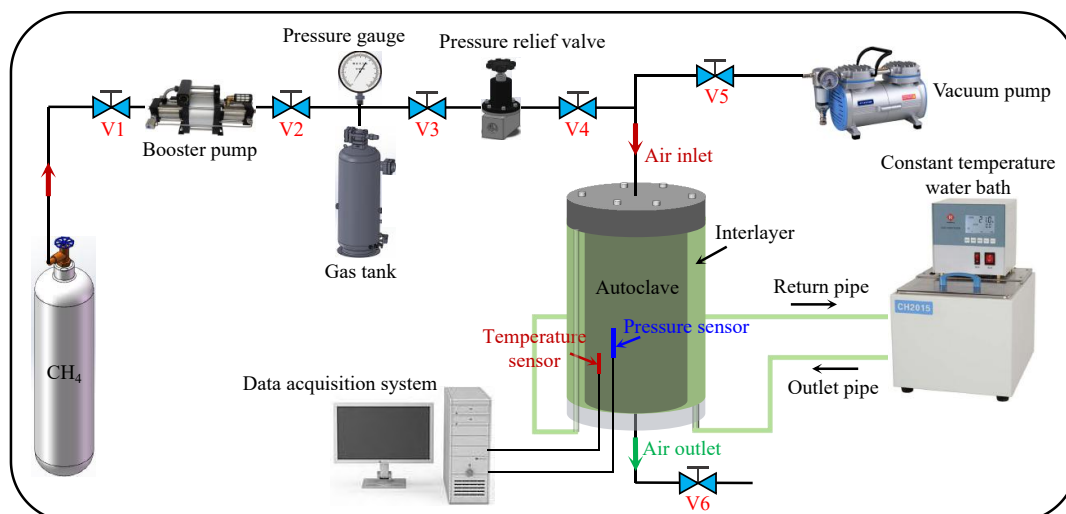 Pressure gauge
Pressure relief valve
V1
Booster pump
V2
V3
V4
V5
Vacuum pump
Air inlet
Constant temperature
water bath
Gas tank
Interlayer
Autoclave
Return pipe
CH2015
Pressure sensor
Temperature
sensor
CH4
Data acquisition system
Outlet pipe
Air outlet
V6